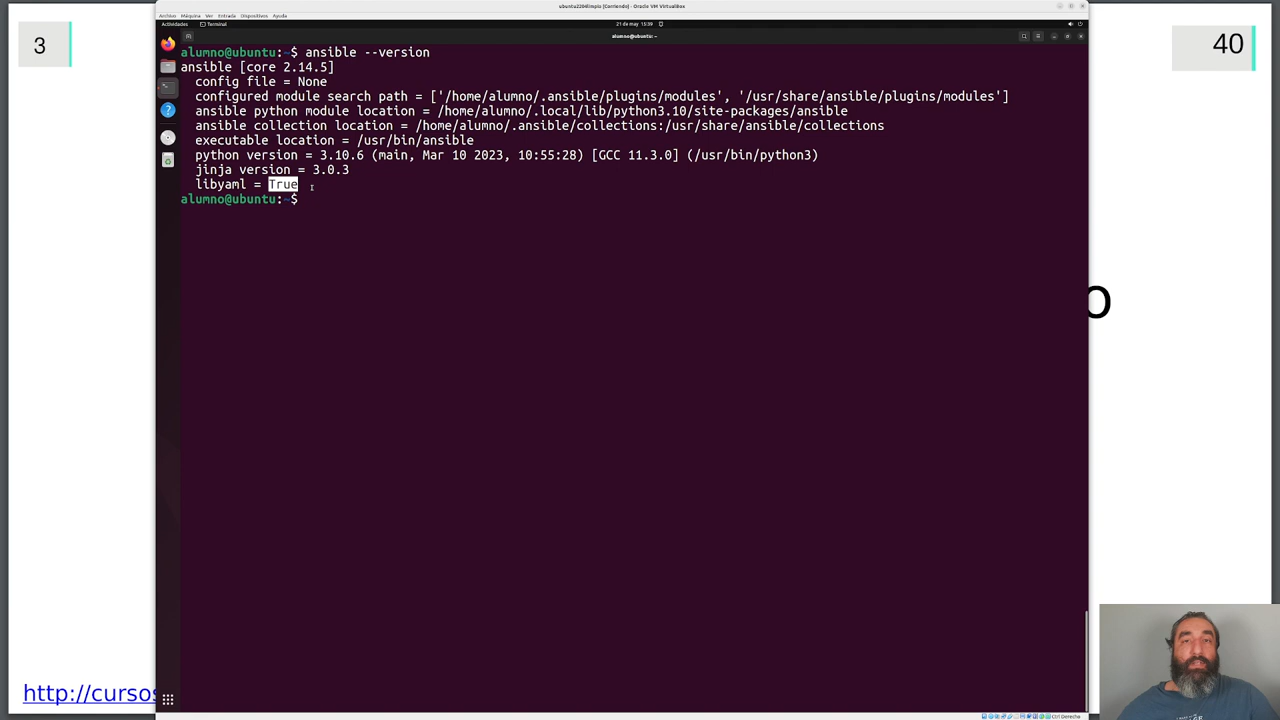 ubuntu2204limpio [Corriendo] - Oracle VM VirtualBox
Archivo Máquina Ver Entrada Dispositivos Ayuda
Actividades Terminal 21 de may 15:39
alumno@ubuntu: ~
3
40
alumno@ubuntu:~$ ansible --version
ansible [core 2.14.5]
config file = None
configured module search path = ['/home/alumno/.ansible/plugins/modules', '/usr/share/ansible/plugins/modules']
ansible python module location = /home/alumno/.local/lib/python3.10/site-packages/ansible
ansible collection location = /home/alumno/.ansible/collections:/usr/share/ansible/collections
executable location = /usr/bin/ansible
python version = 3.10.6 (main, Mar 10 2023, 10:55:28) [GCC 11.3.0] (/usr/bin/python3)
jinja version = 3.0.3
libyaml = True
alumno@ubuntu:~$
o
http://cursos
Ctrl Derecho